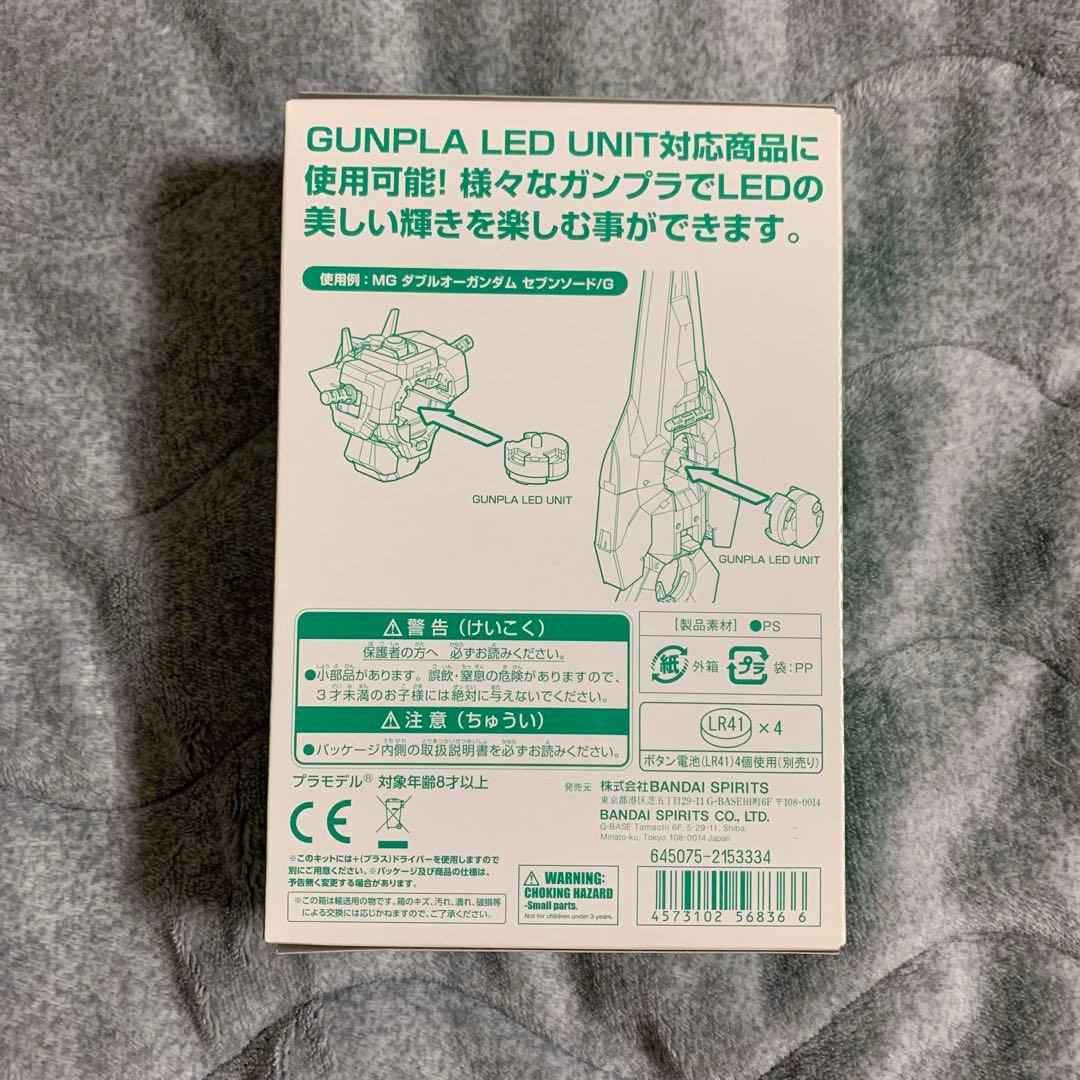 GUNPLA LED UNIT対応商品に
使用可能! 様々なガンプラでLEDの
美しい輝きを楽しむ事ができます。
使用例：MG ダブルオーガンダム セブンソード/G
GUNPLA LED UNIT
GUNPLA LED UNIT
⚠警告（けいこく）
保護者の方へ 必ずお読みください。
●小部品があります。誤飲・窒息の危険がありますので、
３才未満のお子様には絶対に与えないでください。
⚠注意（ちゅうい）
●パッケージ内側の取扱説明書を必ずお読みください。
[製品素材] ●PS
紙 外箱 プラ 袋：PP
LR41 ×4
ボタン電池(LR41)4個使用(別売り)
プラモデル® 対象年齢8才以上
CE
発売元 株式会社BANDAI SPIRITS
東京都港区芝五丁目29-11 G-BASE田町6F 〒108-0014
BANDAI SPIRITS CO., LTD.
G-BASE Tamachi 6F, 5-29-11, Shiba,
Minato-ku, Tokyo 108-0014 Japan
645075-2153334
※このキットには＋(プラス)ドライバーを使用しますので
別にご用意ください。※パッケージ及び商品の仕様は、
予告無く変更する場合があります。
※この箱は輸送用の物です。箱のキズ、汚れ、潰れ、破損等
による交換には応じかねますので、ご了承ください。
⚠ WARNING:
CHOKING HAZARD
-Small parts.
Not for children under 3 years.
4573102 56836 6